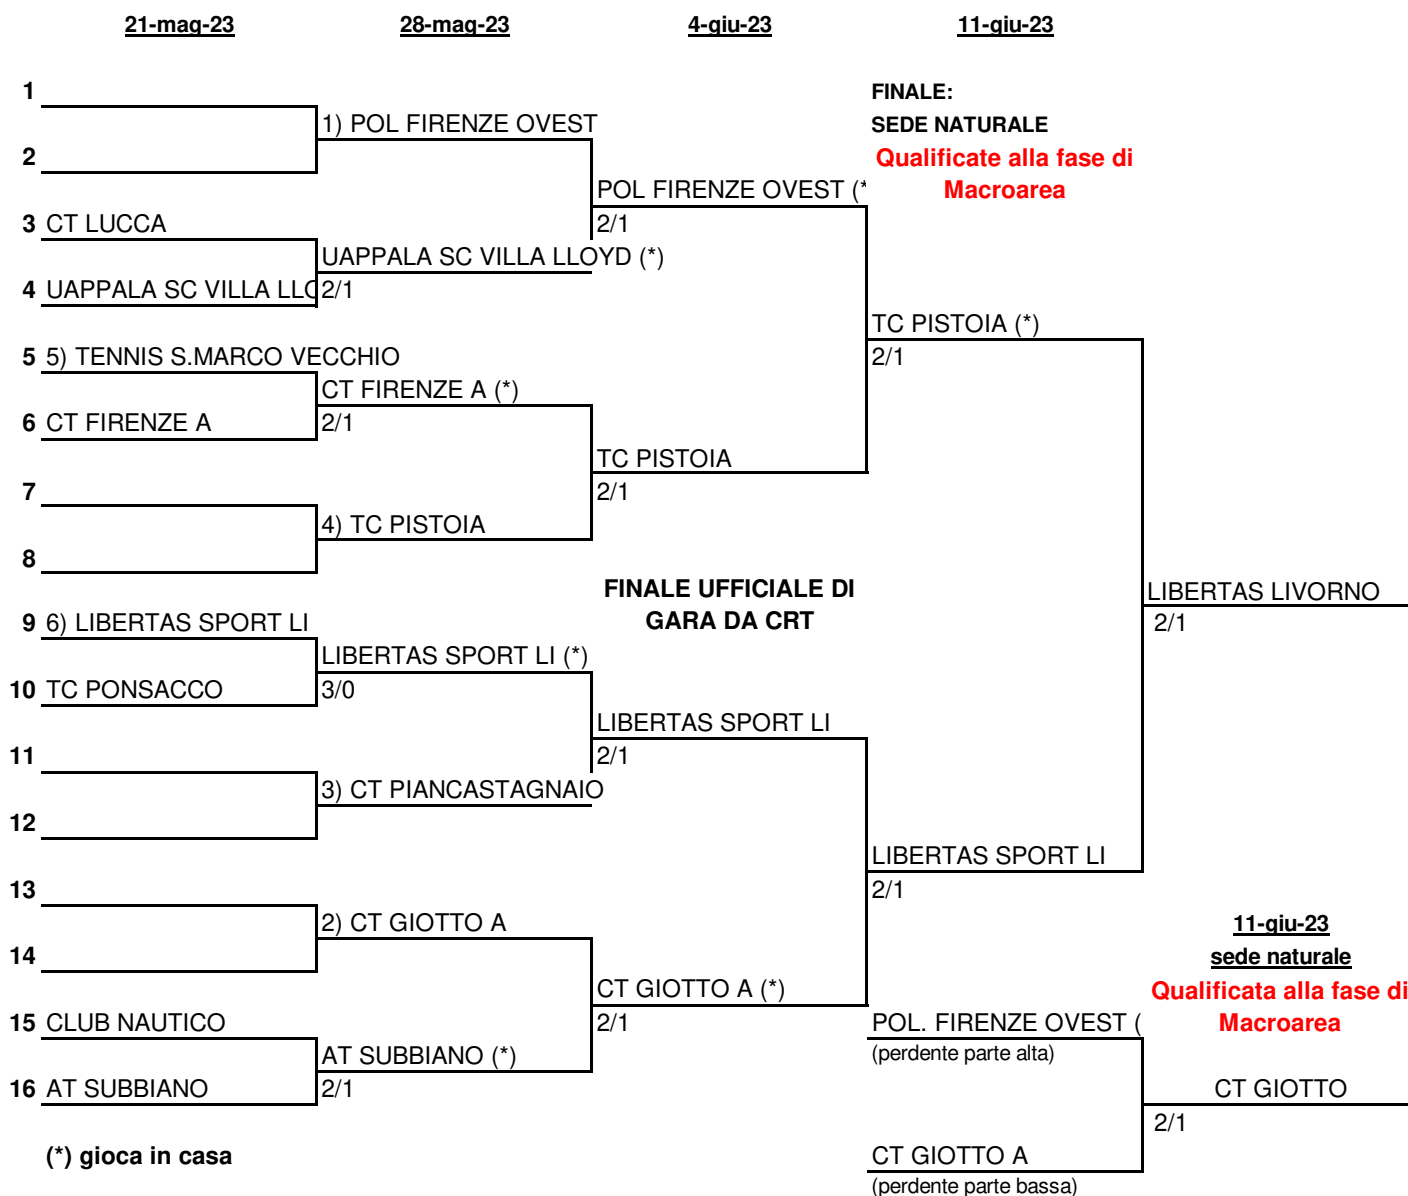 21-mag-23 28-mag-23 4-giu-23 11-giu-23
1
FINALE:
1) POL FIRENZE OVEST
SEDE NATURALE
2
Qualificate alla fase di
Macroarea
POL FIRENZE OVEST (*
3 CT LUCCA
2/1
UAPPALA SC VILLA LLOYD (*)
4 UAPPALA SC VILLA LLO 2/1
TC PISTOIA (*)
5 5) TENNIS S.MARCO VECCHIO
2/1
CT FIRENZE A (*)
6 CT FIRENZE A 2/1
TC PISTOIA
7
2/1
4) TC PISTOIA
8
FINALE UFFICIALE DI
GARA DA CRT
LIBERTAS LIVORNO
9 6) LIBERTAS SPORT LI
2/1
LIBERTAS SPORT LI (*)
10 TC PONSACCO 3/0
LIBERTAS SPORT LI
11
2/1
3) CT PIANCASTAGNAIO
12
LIBERTAS SPORT LI
13
2/1
2) CT GIOTTO A
11-giu-23
14
sede naturale
CT GIOTTO A (*)
Qualificata alla fase di
Macroarea
15 CLUB NAUTICO
2/1
POL. FIRENZE OVEST (
(perdente parte alta)
AT SUBBIANO (*)
16 AT SUBBIANO 2/1
CT GIOTTO
2/1
(*) gioca in casa
CT GIOTTO A
(perdente parte bassa)